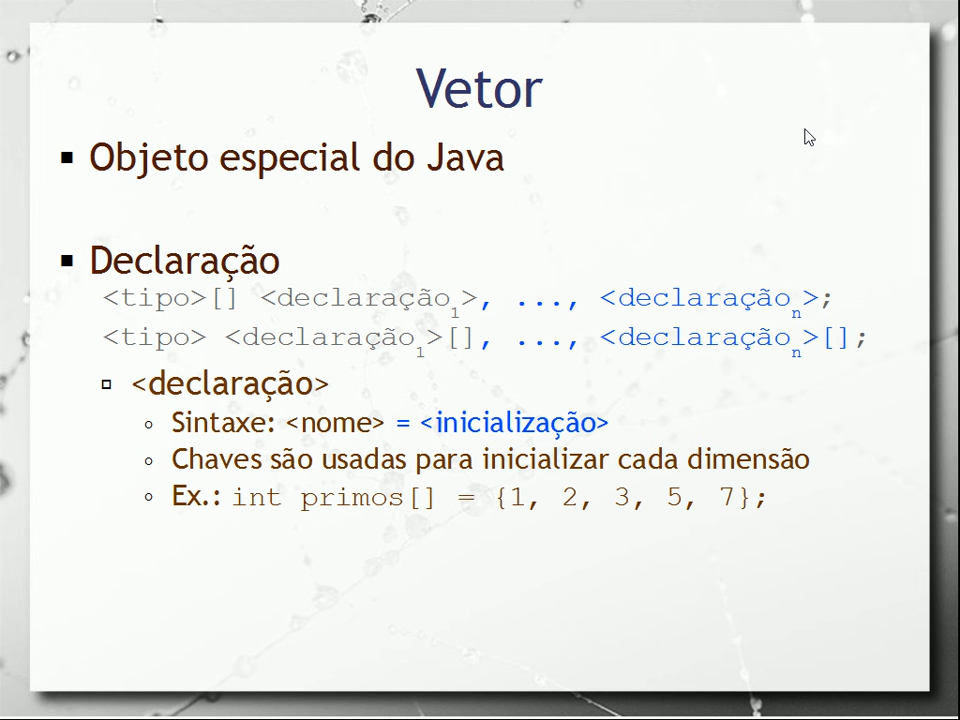 Vetor
Objeto especial do Java
Declaração
<tipo>[] <declaração1>, ..., <declaraçãon>;
<tipo> <declaração1>[], ..., <declaraçãon>[];
<declaração>
Sintaxe: <nome> = <inicialização>
Chaves são usadas para inicializar cada dimensão
Ex.: int primos[] = {1, 2, 3, 5, 7};